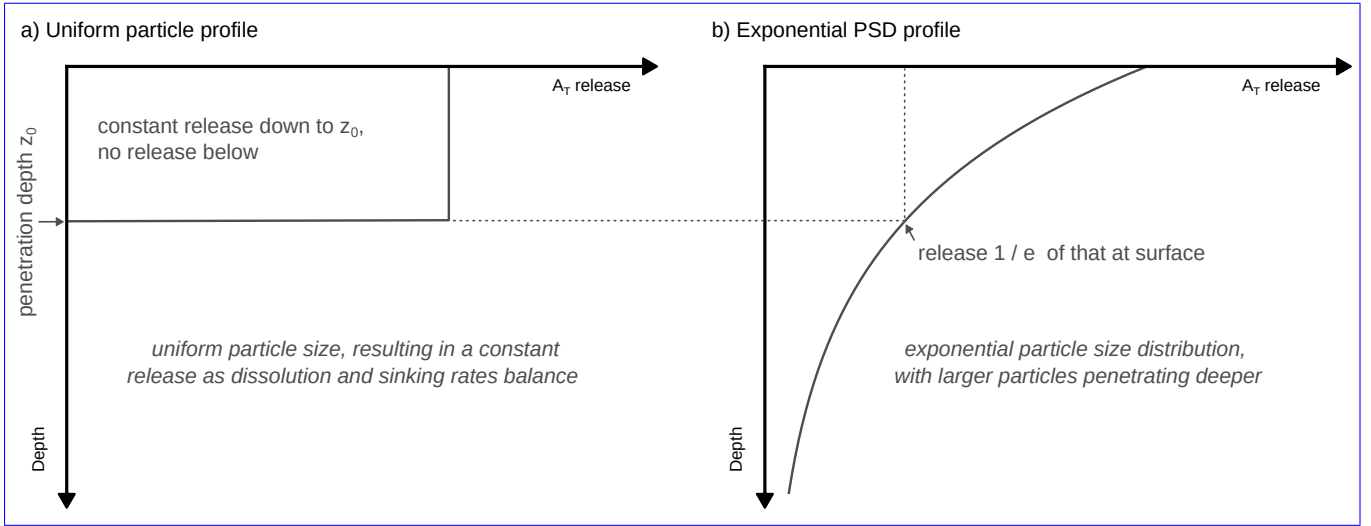 a) Uniform particle profile
A_T release
constant release down to z_0,
no release below
penetration depth z_0
uniform particle size, resulting in a constant
release as dissolution and sinking rates balance
Depth
b) Exponential PSD profile
A_T release
release 1 / e of that at surface
exponential particle size distribution,
with larger particles penetrating deeper
Depth